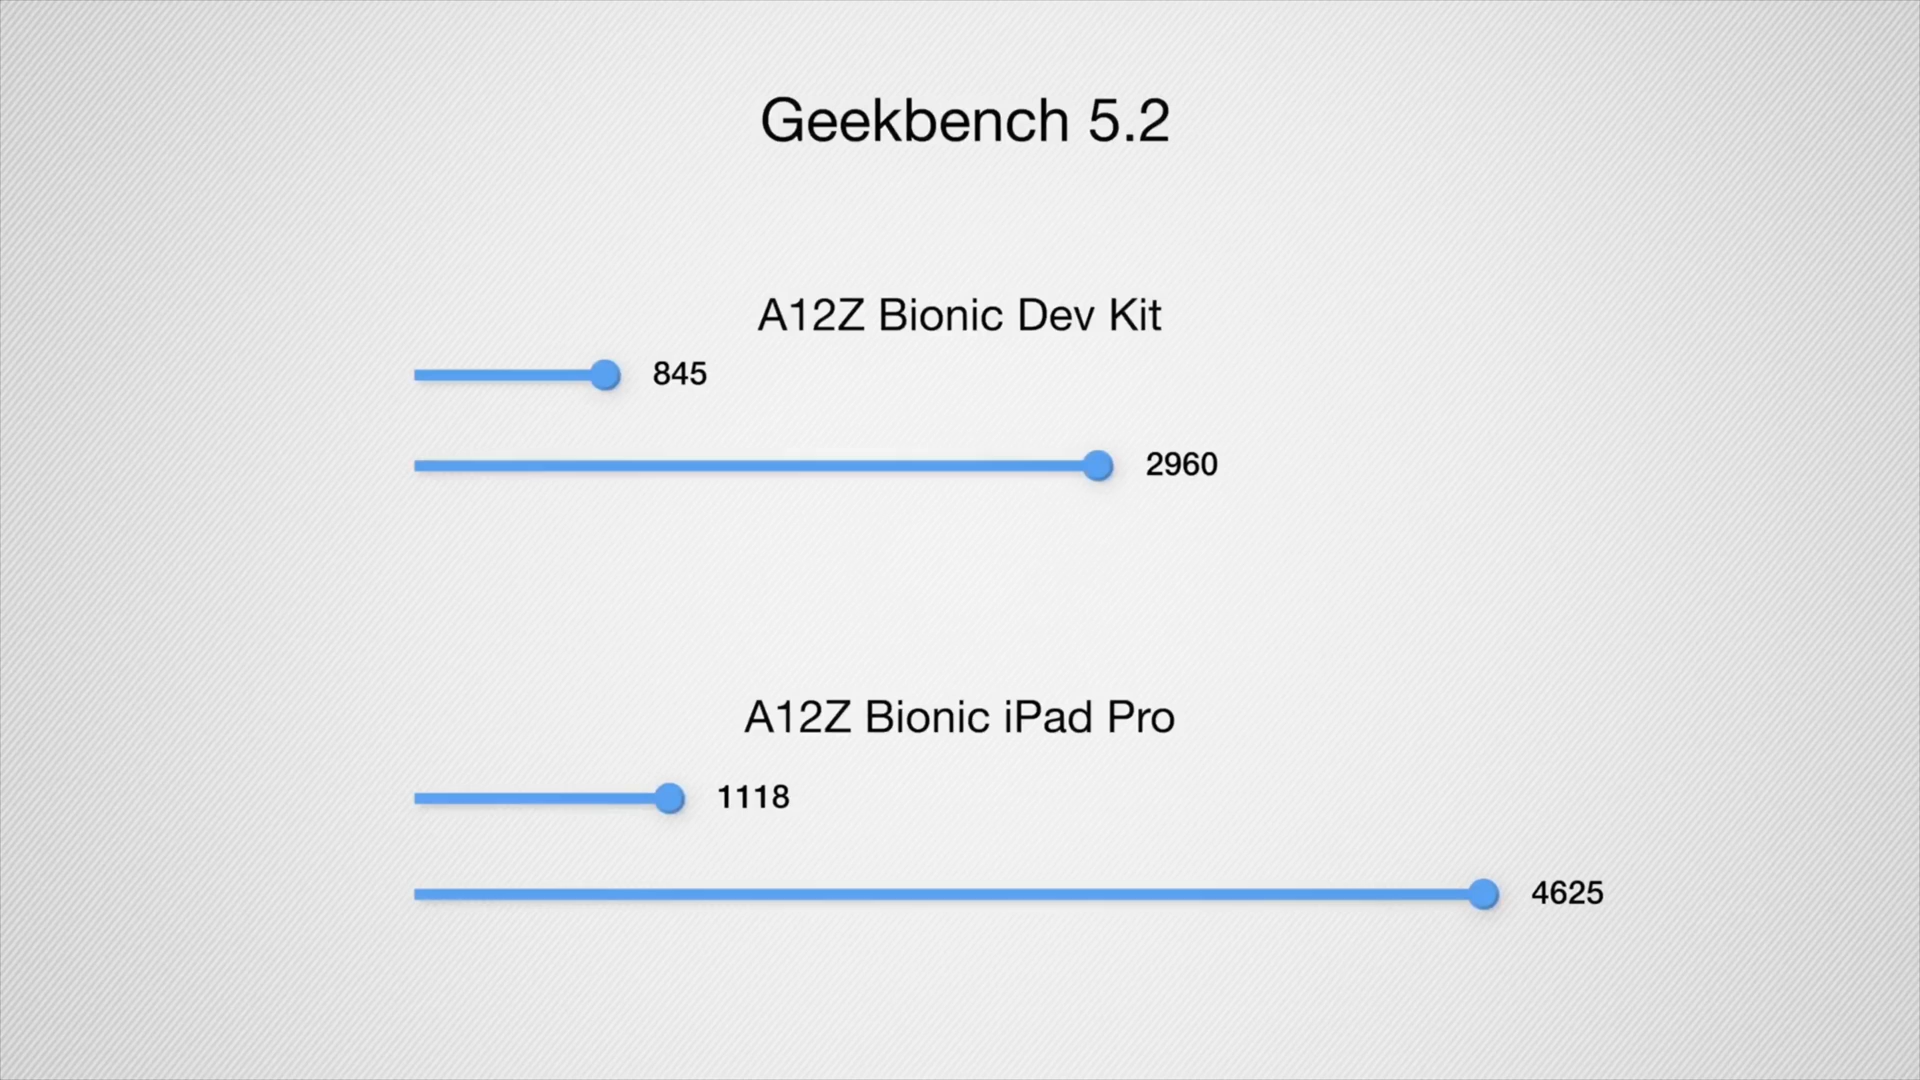 Geekbench 5.2
A12Z Bionic Dev Kit
845
2960
A12Z Bionic iPad Pro
1118
4625